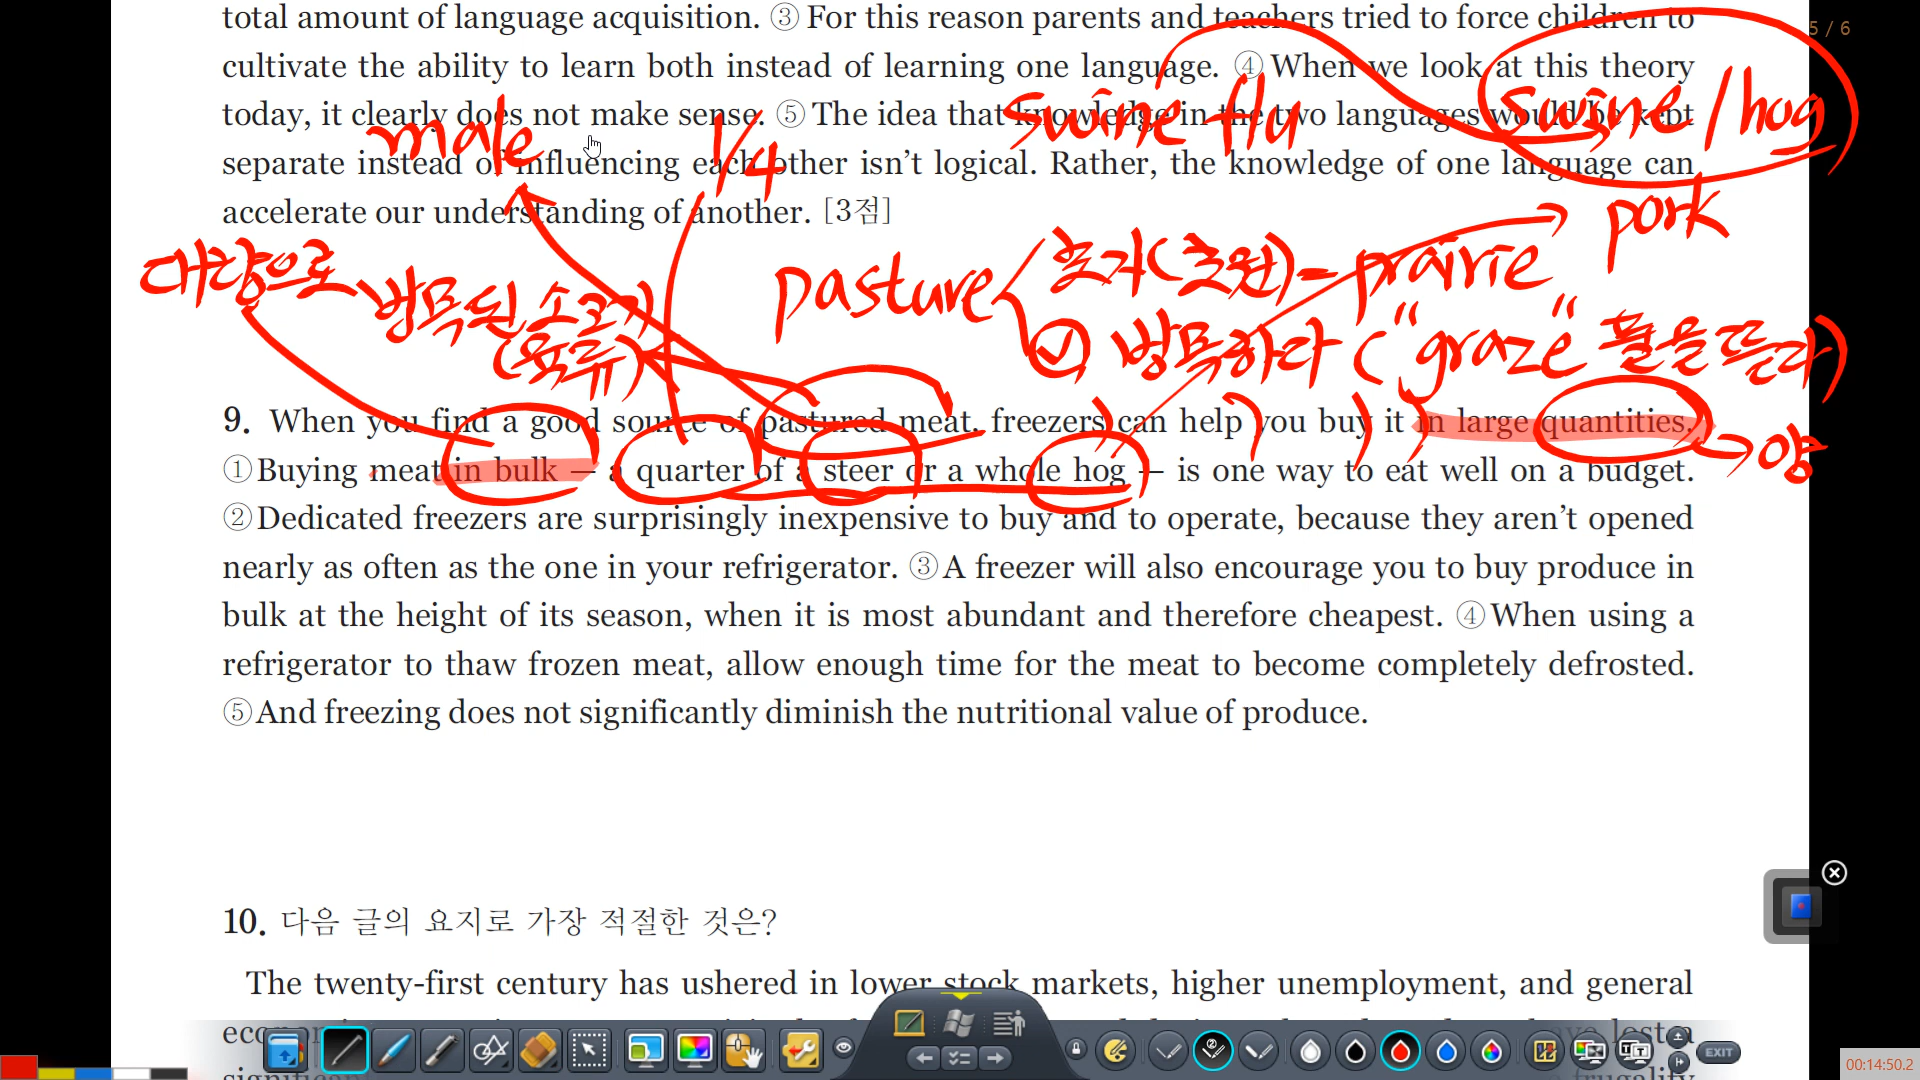 total amount of language acquisition. ③ For this reason parents and teachers tried to force children to
5 / 6
cultivate the ability to learn both instead of learning one language. ④ When we look at this theory
today, it clearly does not make sense. ⑤ The idea that knowledge in the two languages would be kept
male
1/4
swine flu
swine / hog
separate instead of influencing each other isn't logical. Rather, the knowledge of one language can
accelerate our understanding of another. [3점]
pork
대량으로
방목된 소고기
(육류)
pasture
초지(초원) = prairie
방목하다 ("graze" 풀을 뜯다)
9. When you find a good source of pastured meat, freezers can help you buy it in large quantities.
→ 양
① Buying meat in bulk — a quarter of a steer or a whole hog — is one way to eat well on a budget.
② Dedicated freezers are surprisingly inexpensive to buy and to operate, because they aren't opened
nearly as often as the one in your refrigerator. ③ A freezer will also encourage you to buy produce in
bulk at the height of its season, when it is most abundant and therefore cheapest. ④ When using a
refrigerator to thaw frozen meat, allow enough time for the meat to become completely defrosted.
⑤ And freezing does not significantly diminish the nutritional value of produce.
10. 다음 글의 요지로 가장 적절한 것은?
The twenty-first century has ushered in lower stock markets, higher unemployment, and general
EXIT
00:14:50.2